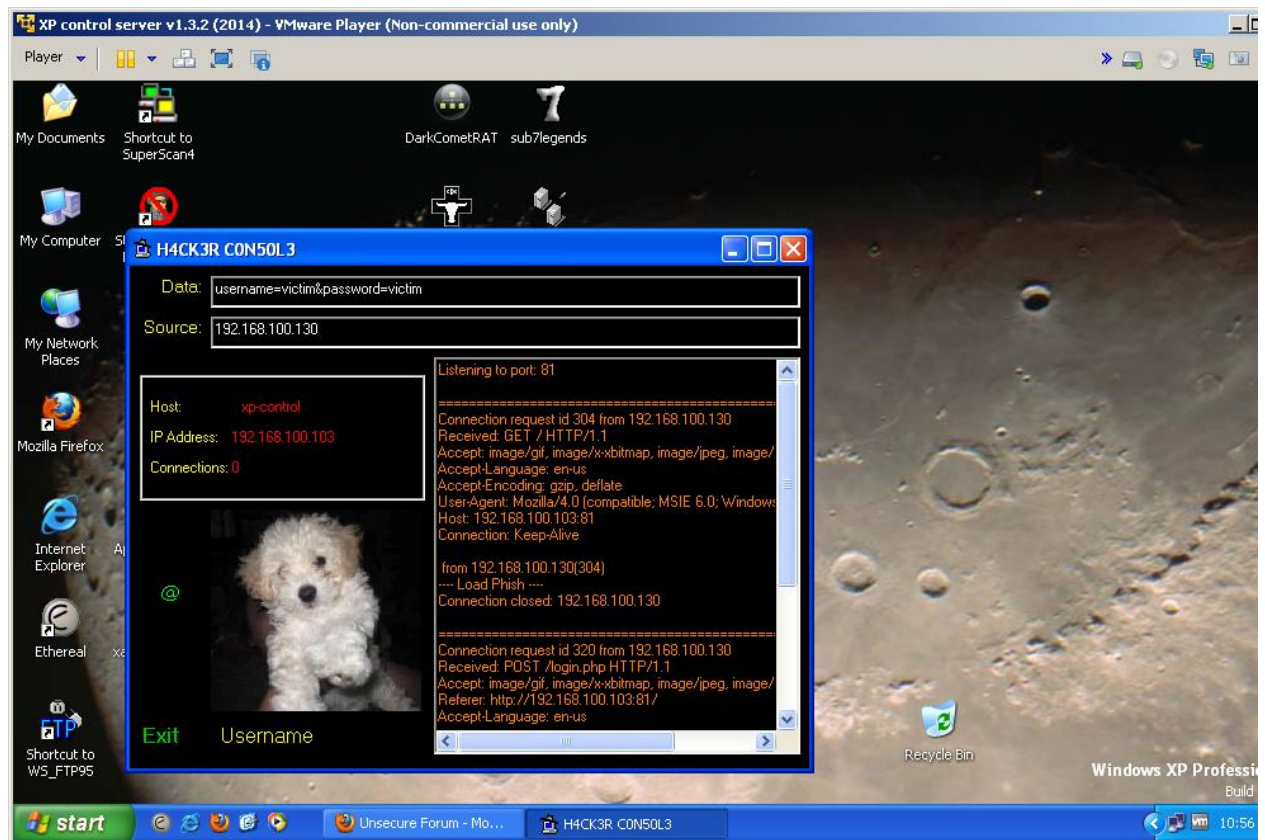 XP control server v1.3.2 (2014) - VMware Player (Non-commercial use only)
Player
My Documents
Shortcut to SuperScan4
DarkCometRAT
sub7legends
My Computer
H4CK3R C0N50L3
Data: username=victim&password=victim
Source: 192.168.100.130
My Network Places
Host: xp-control
IP Address: 192.168.100.103
Connections: 0
Listening to port: 81
==============================================
Connection request id 304 from 192.168.100.130
Received: GET / HTTP/1.1
Accept: image/gif, image/x-xbitmap, image/jpeg, image/
Accept-Language: en-us
Accept-Encoding: gzip, deflate
User-Agent: Mozilla/4.0 (compatible; MSIE 6.0; Windows
Host: 192.168.100.103:81
Connection: Keep-Alive
from 192.168.100.130(304)
---- Load Phish ----
Connection closed: 192.168.100.130
==============================================
Connection request id 320 from 192.168.100.130
Received: POST /login.php HTTP/1.1
Accept: image/gif, image/x-xbitmap, image/jpeg, image/
Referer: http://192.168.100.103:81/
Accept-Language: en-us
Mozilla Firefox
Internet Explorer
@
Ethereal
Exit
Username
Shortcut to WS_FTP95
FTP
Recycle Bin
Windows XP Professi
Build
start
Unsecure Forum - Mo...
H4CK3R C0N50L3
10:56